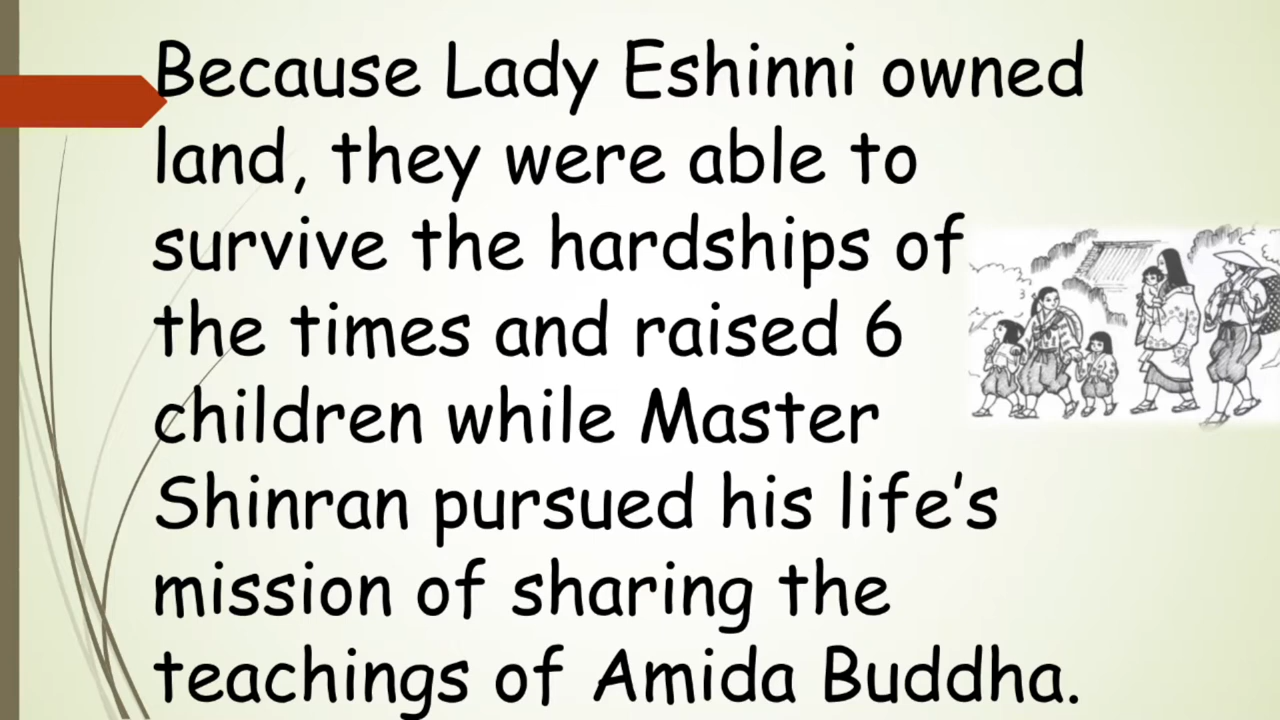 Because Lady Eshinni owned
land, they were able to
survive the hardships of
the times and raised 6
children while Master
Shinran pursued his life's
mission of sharing the
teachings of Amida Buddha.